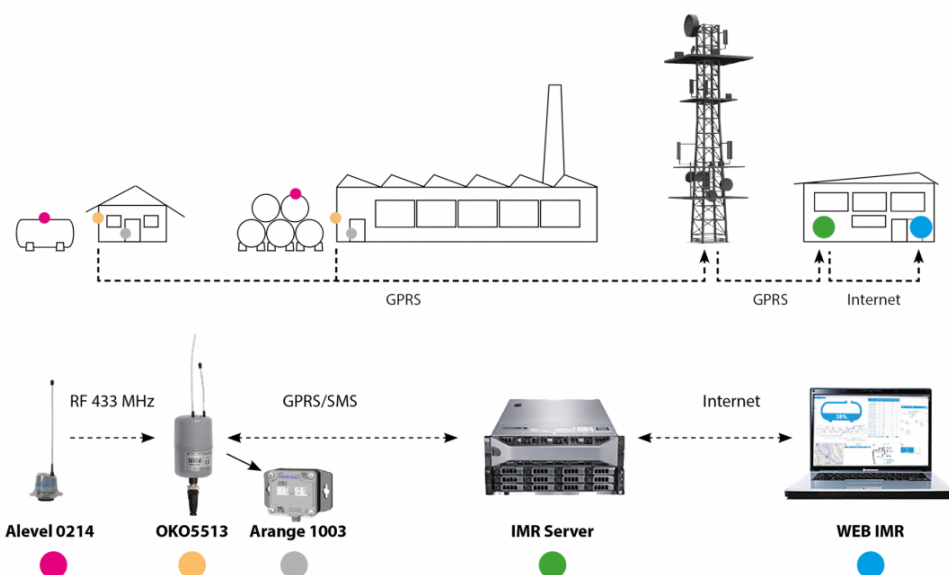 GPRS
GPRS
Internet
RF 433 MHz
GPRS/SMS
Internet
Alevel 0214
OKO5513
Arange 1003
IMR Server
WEB IMR